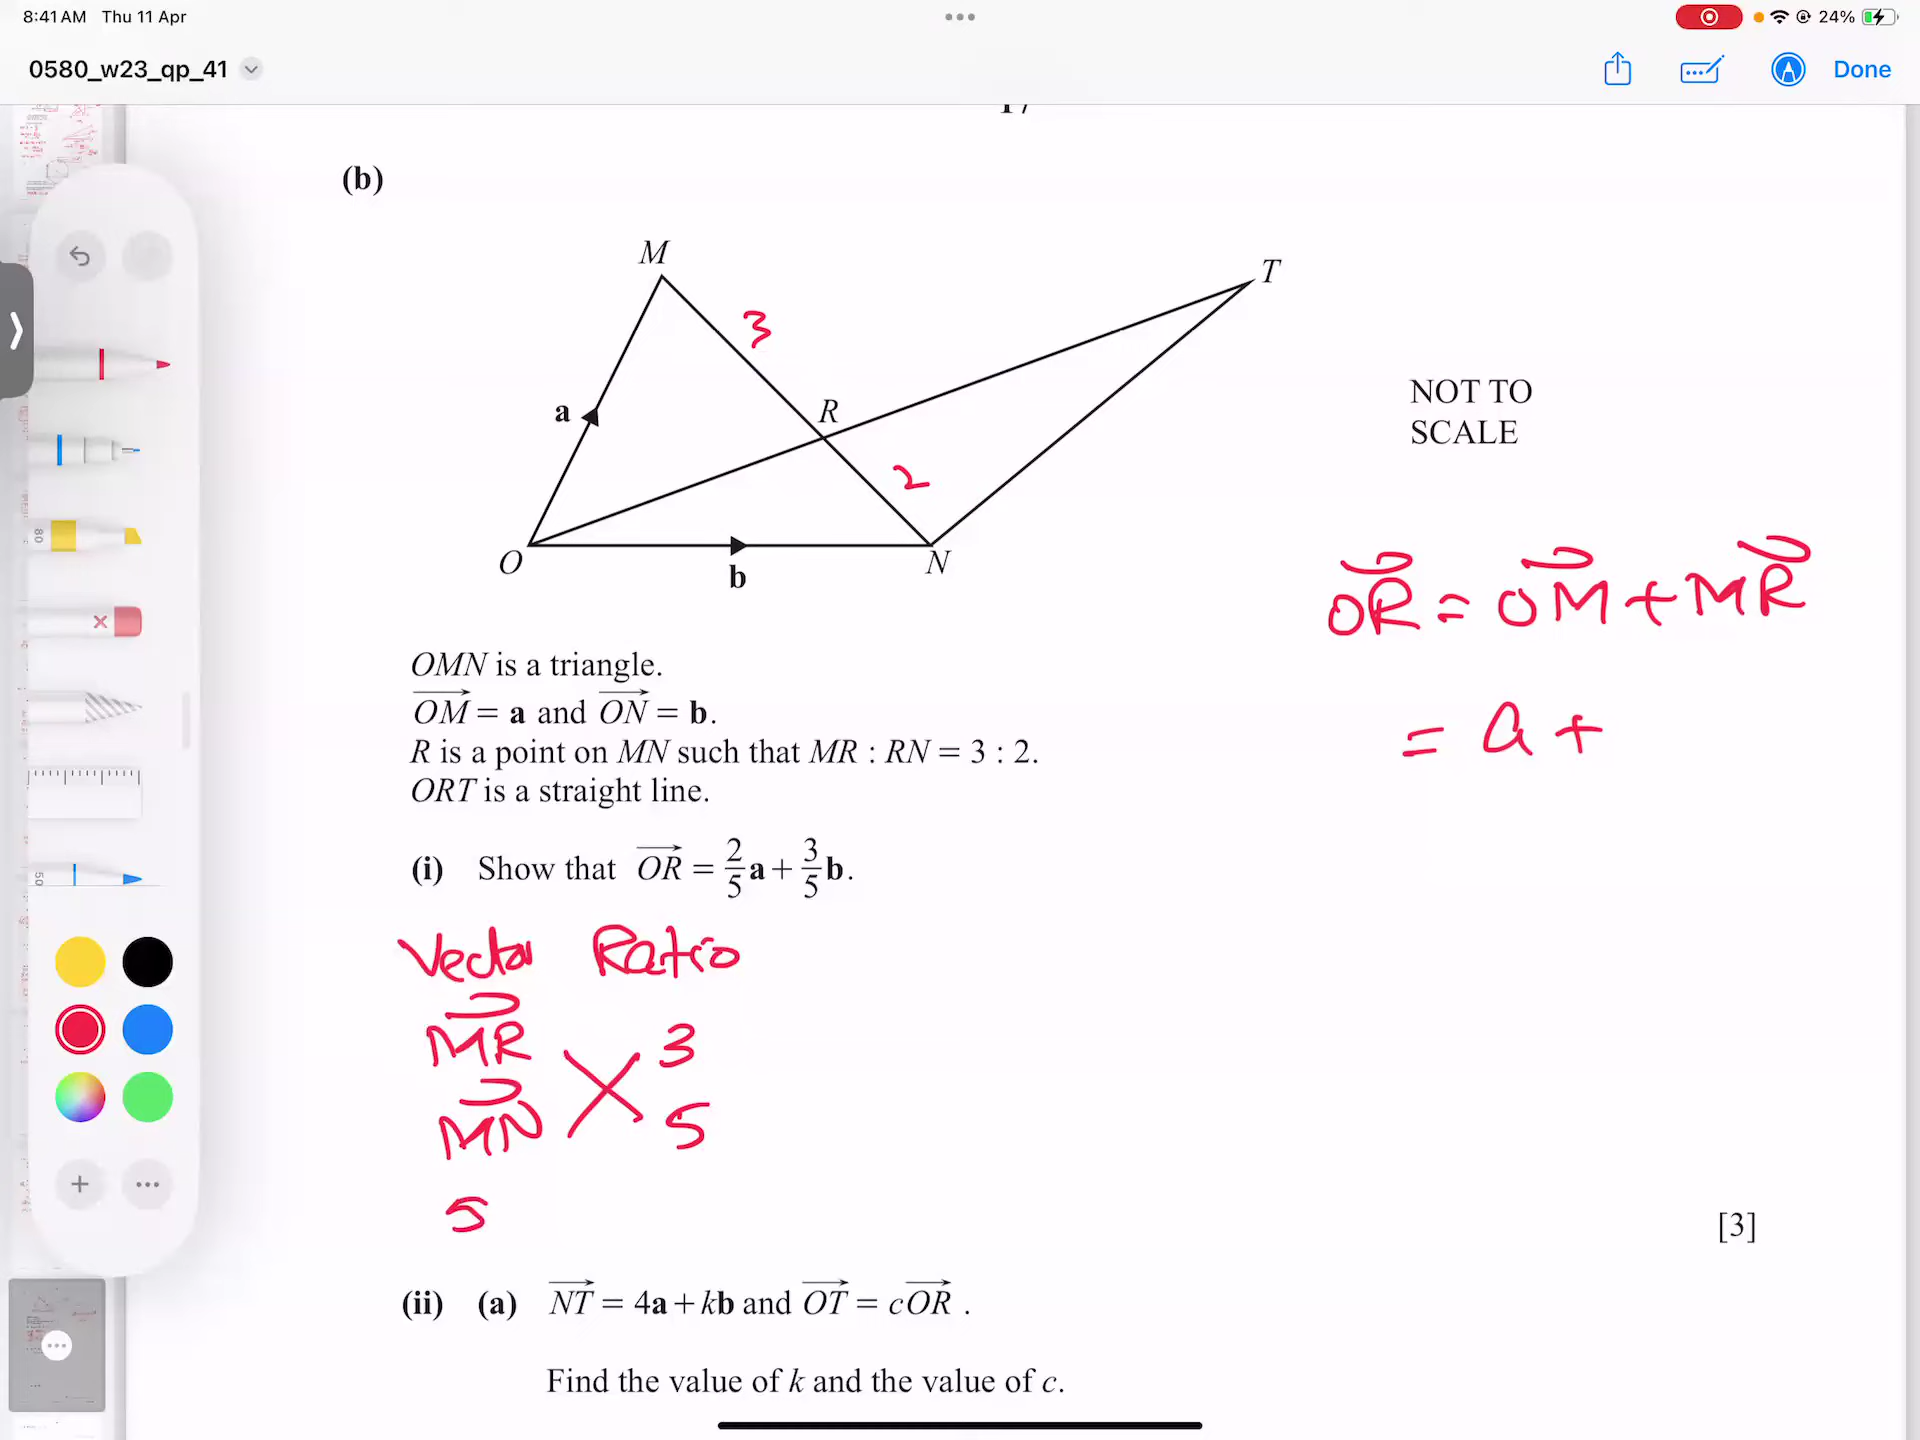 8:41 AM Thu 11 Apr
24%
0580_w23_qp_41
Done
(b)
M
T
3
R
a
NOT TO
SCALE
2
O
b
N
OR = OM + MR
= a +
OMN is a triangle.
OM = a and ON = b.
R is a point on MN such that MR : RN = 3 : 2.
ORT is a straight line.
(i) Show that OR = 2/5 a + 3/5 b.
Vector Ratio
MR 3
MN 5
5
[3]
(ii) (a) NT = 4a + kb and OT = cOR .
Find the value of k and the value of c.
80
50